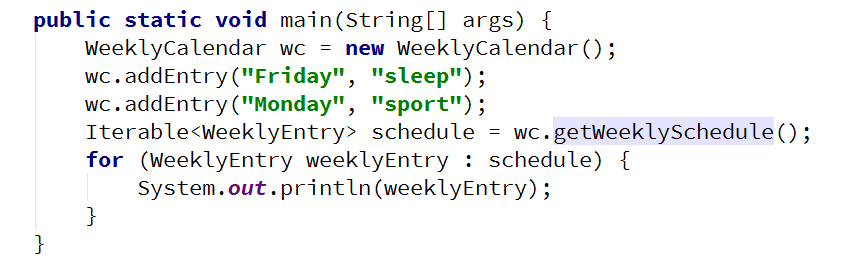 public static void main(String[] args) {
    WeeklyCalendar wc = new WeeklyCalendar();
    wc.addEntry("Friday", "sleep");
    wc.addEntry("Monday", "sport");
    Iterable<WeeklyEntry> schedule = wc.getWeeklySchedule();
    for (WeeklyEntry weeklyEntry : schedule) {
        System.out.println(weeklyEntry);
    }
}